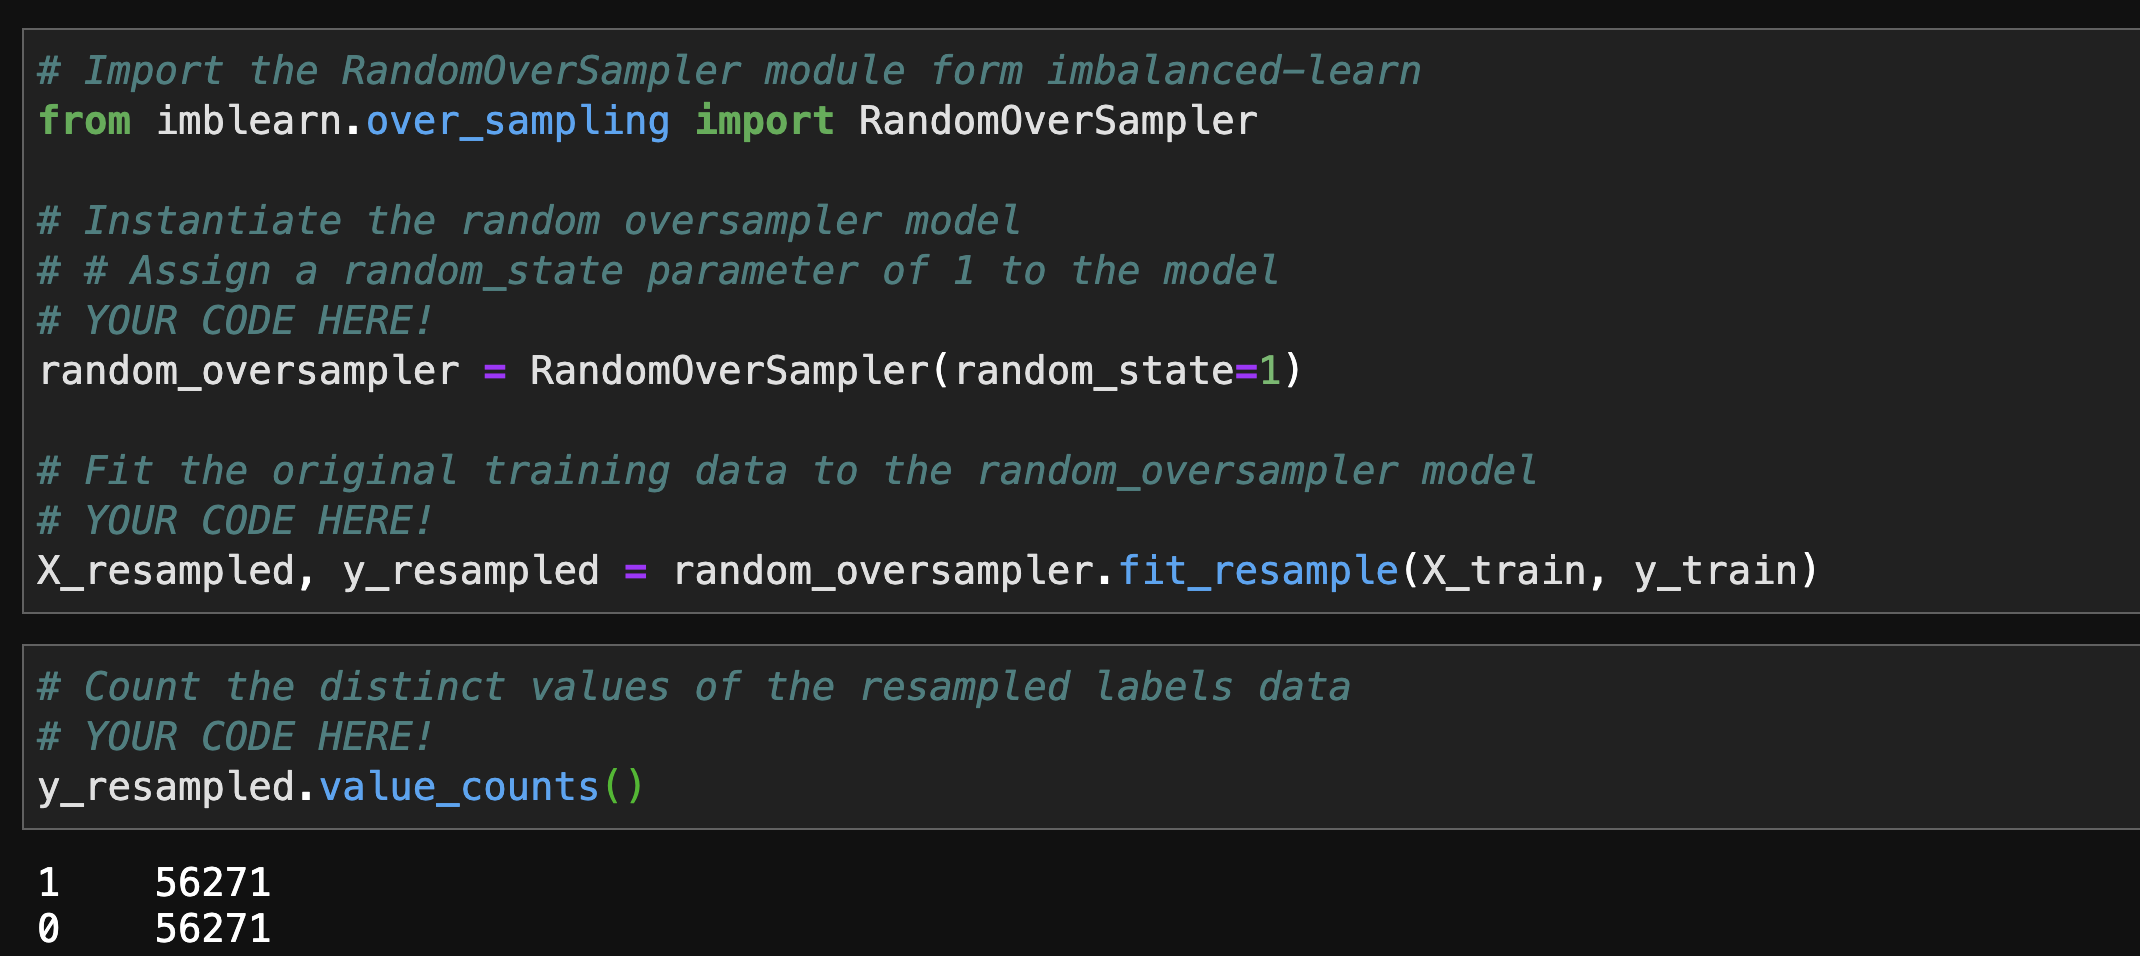 # Import the RandomOverSampler module form imbalanced-learn
from imblearn.over_sampling import RandomOverSampler
# Instantiate the random oversampler model
# # Assign a random_state parameter of 1 to the model
# YOUR CODE HERE!
random_oversampler = RandomOverSampler(random_state=1)
# Fit the original training data to the random_oversampler model
# YOUR CODE HERE!
X_resampled, y_resampled = random_oversampler.fit_resample(X_train, y_train)
# Count the distinct values of the resampled labels data
# YOUR CODE HERE!
y_resampled.value_counts()
1    56271
0    56271